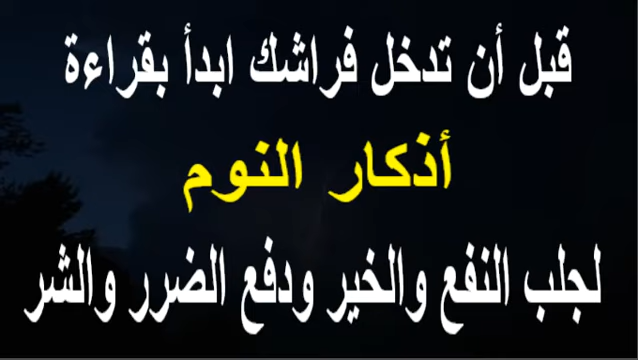 قبل أن تدخل فراشك ابدأ بقراءة
أذكار النوم
لجلب النفع والخير ودفع الضرر والشر